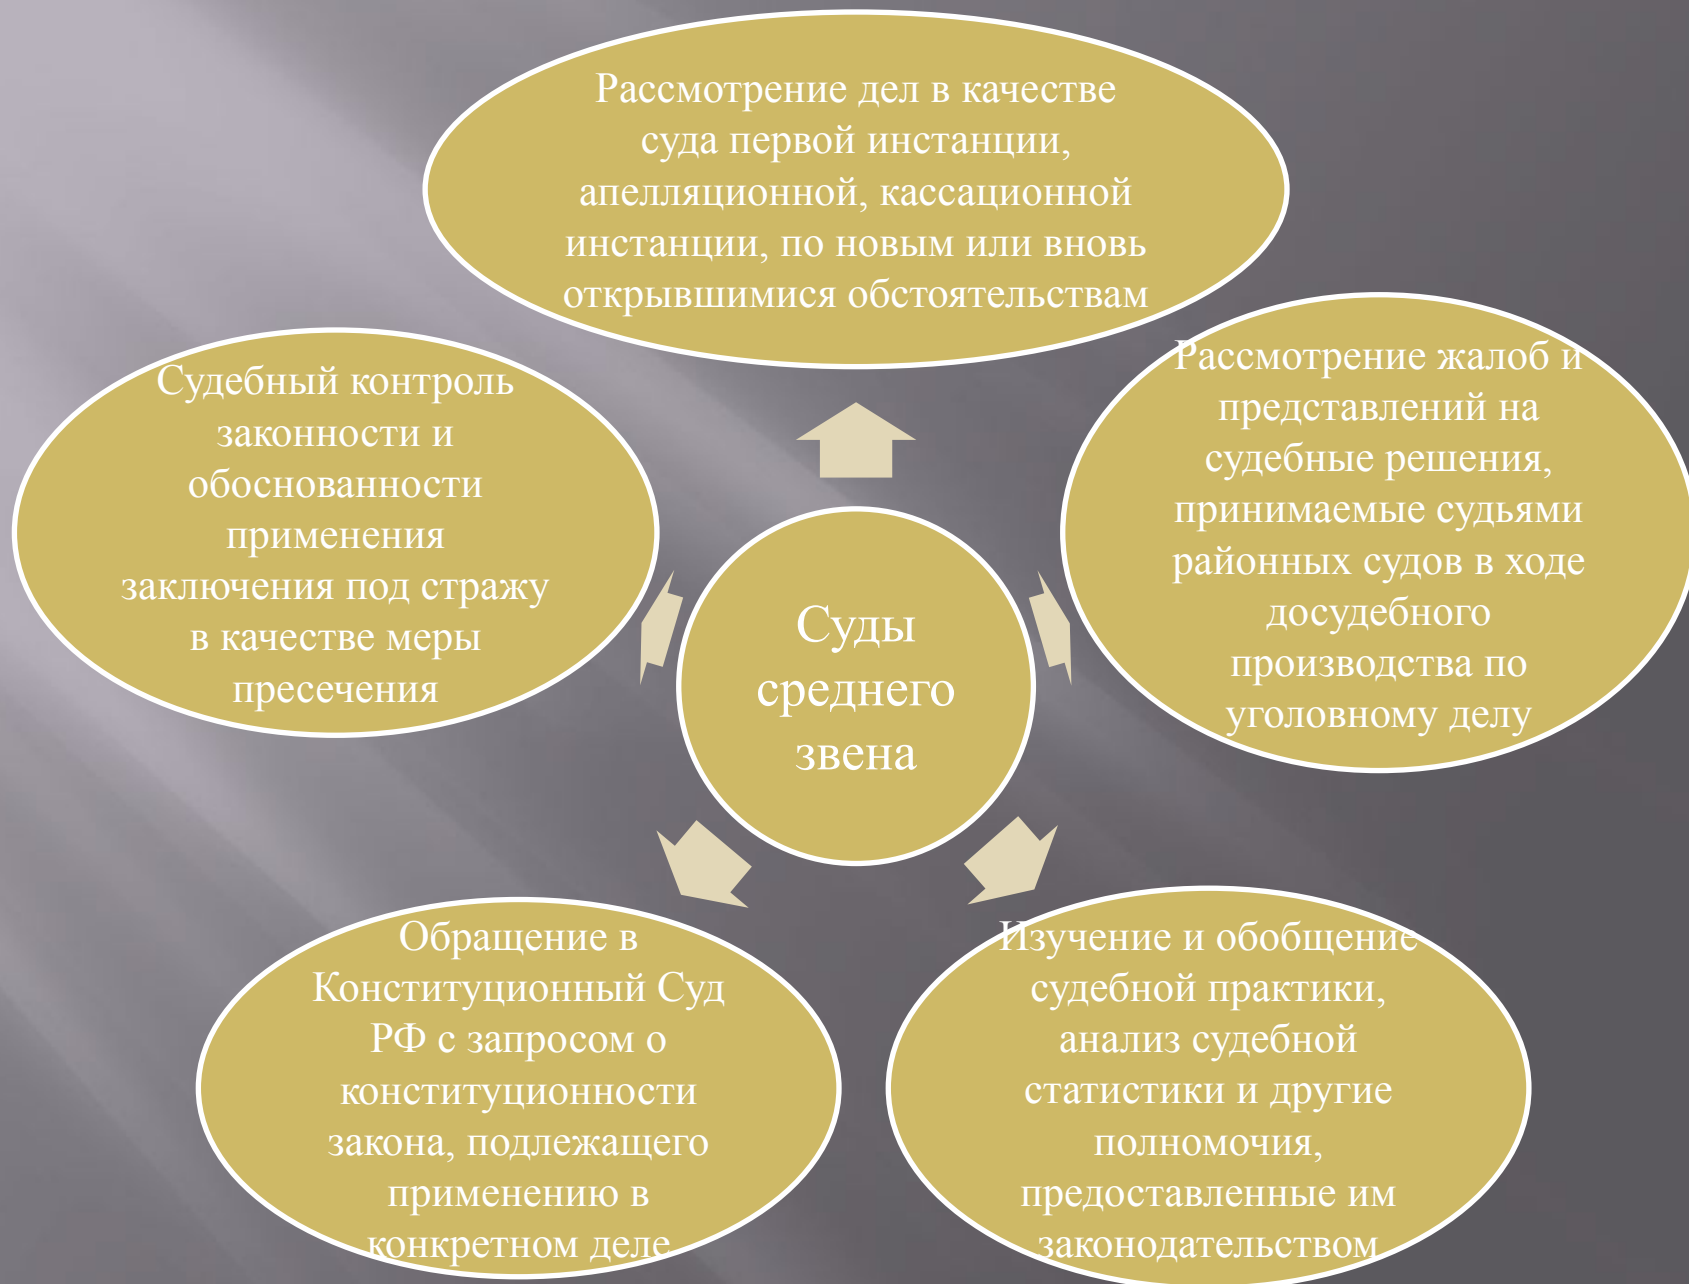 Рассмотрение дел в качестве
суда первой инстанции,
апелляционной, кассационной
инстанции, по новым или вновь
открывшимися обстоятельствам
Судебный контроль
законности и
обоснованности
применения
заключения под стражу
в качестве меры
пресечения
Рассмотрение жалоб и
представлений на
судебные решения,
принимаемые судьями
районных судов в ходе
досудебного
производства по
уголовному делу
Суды
среднего
звена
Обращение в
Конституционный Суд
РФ с запросом о
конституционности
закона, подлежащего
применению в
конкретном деле
Изучение и обобщение
судебной практики,
анализ судебной
статистики и другие
полномочия,
предоставленные им
законодательством